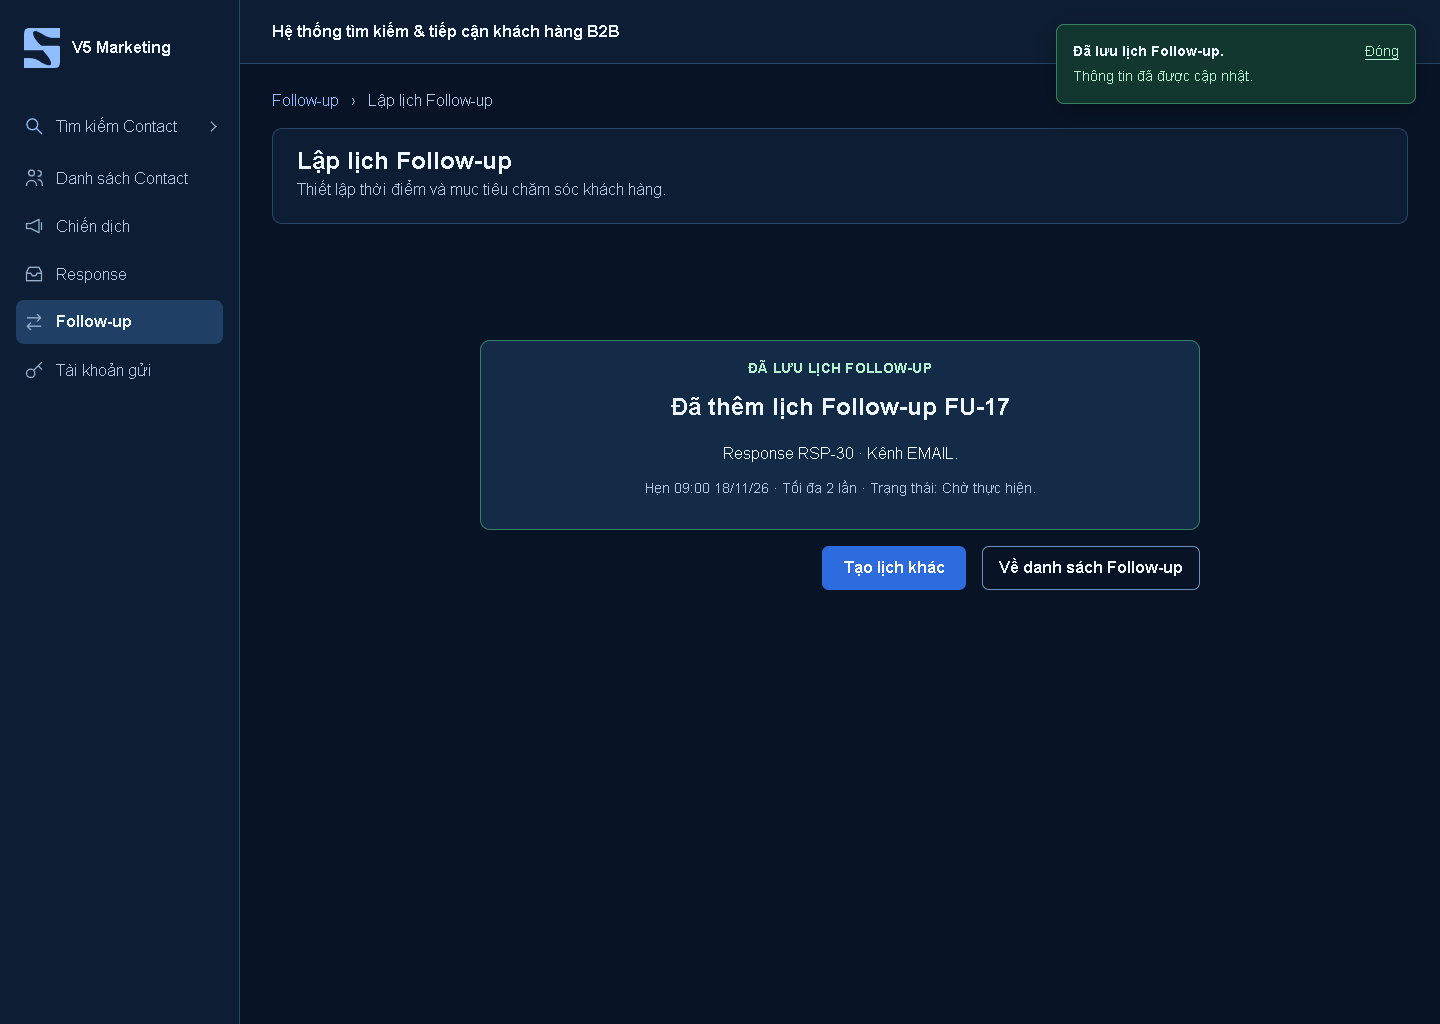 V5 Marketing
Tìm kiếm Contact
Danh sách Contact
Chiến dịch
Response
Follow-up
Tài khoản gửi
Hệ thống tìm kiếm & tiếp cận khách hàng B2B
Đã lưu lịch Follow-up.
Đóng
Thông tin đã được cập nhật.
Follow-up › Lập lịch Follow-up
Lập lịch Follow-up
Thiết lập thời điểm và mục tiêu chăm sóc khách hàng.
ĐÃ LƯU LỊCH FOLLOW-UP
Đã thêm lịch Follow-up FU-17
Response RSP-30 · Kênh EMAIL.
Hẹn 09:00 18/11/26 · Tối đa 2 lần · Trạng thái: Chờ thực hiện.
Tạo lịch khác
Về danh sách Follow-up